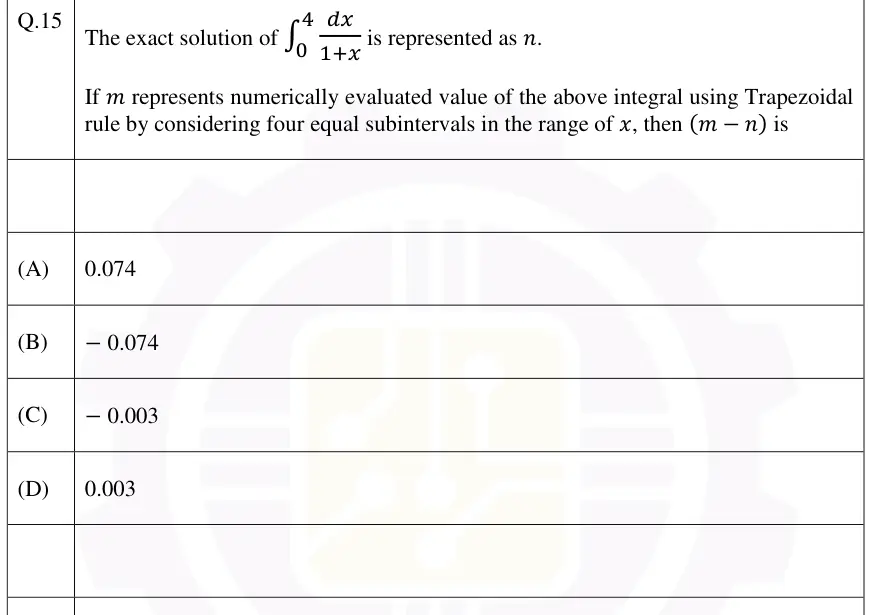 Q.15
The exact solution of ∫₀⁴ dx/(1+x) is represented as n.
If m represents numerically evaluated value of the above integral using Trapezoidal
rule by considering four equal subintervals in the range of x, then (m − n) is
(A) 0.074
(B) − 0.074
(C) − 0.003
(D) 0.003